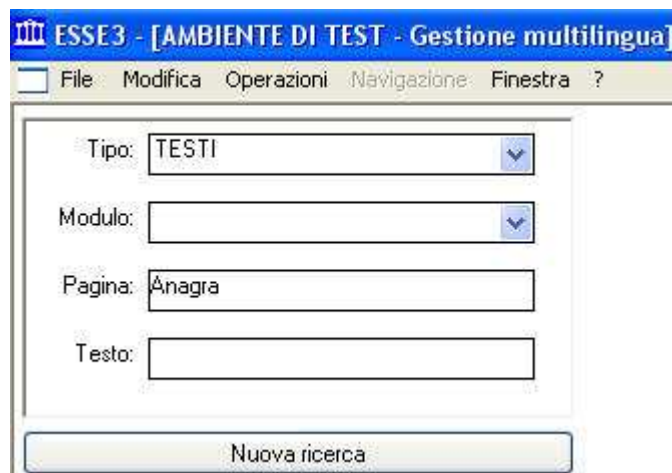 ESSE3 - [AMBIENTE DI TEST - Gestione multilingua]
File Modifica Operazioni Navigazione Finestra ?
Tipo: TESTI
Modulo:
Pagina: Anagra
Testo:
Nuova ricerca